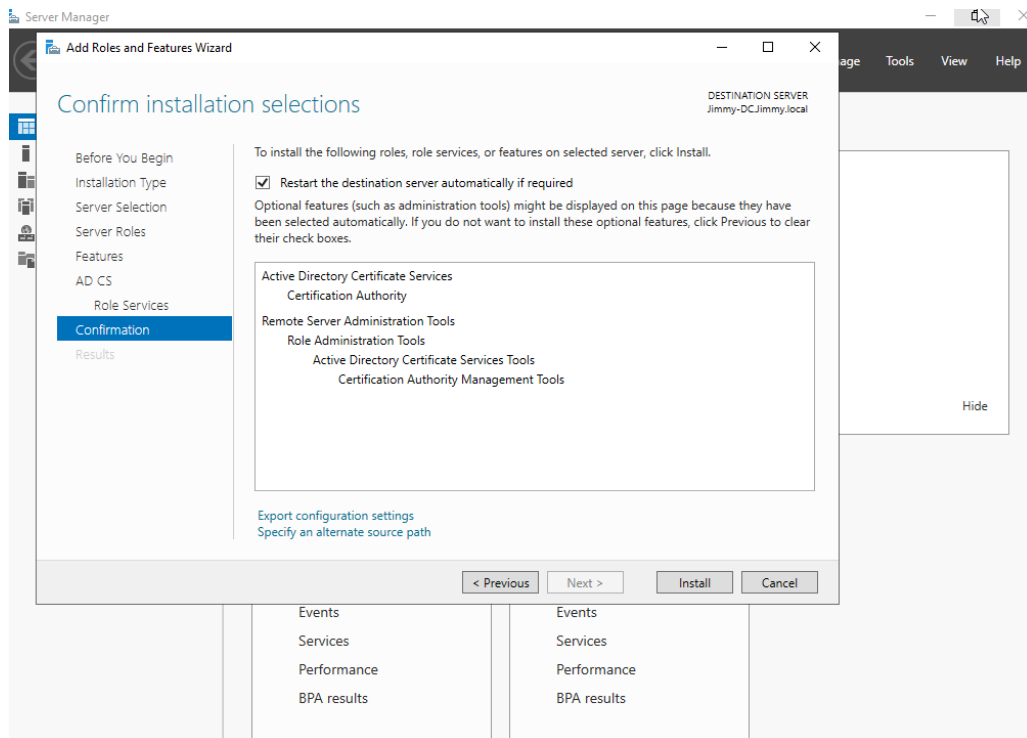 Server Manager
Add Roles and Features Wizard
Tools
View
Help
Confirm installation selections
DESTINATION SERVER
Jimmy-DC.Jimmy.local
Before You Begin
Installation Type
Server Selection
Server Roles
Features
AD CS
Role Services
Confirmation
Results
To install the following roles, role services, or features on selected server, click Install.
Restart the destination server automatically if required
Optional features (such as administration tools) might be displayed on this page because they have
been selected automatically. If you do not want to install these optional features, click Previous to clear
their check boxes.
Active Directory Certificate Services
Certification Authority
Remote Server Administration Tools
Role Administration Tools
Active Directory Certificate Services Tools
Certification Authority Management Tools
Export configuration settings
Specify an alternate source path
< Previous
Next >
Install
Cancel
Hide
Events
Services
Performance
BPA results
Events
Services
Performance
BPA results